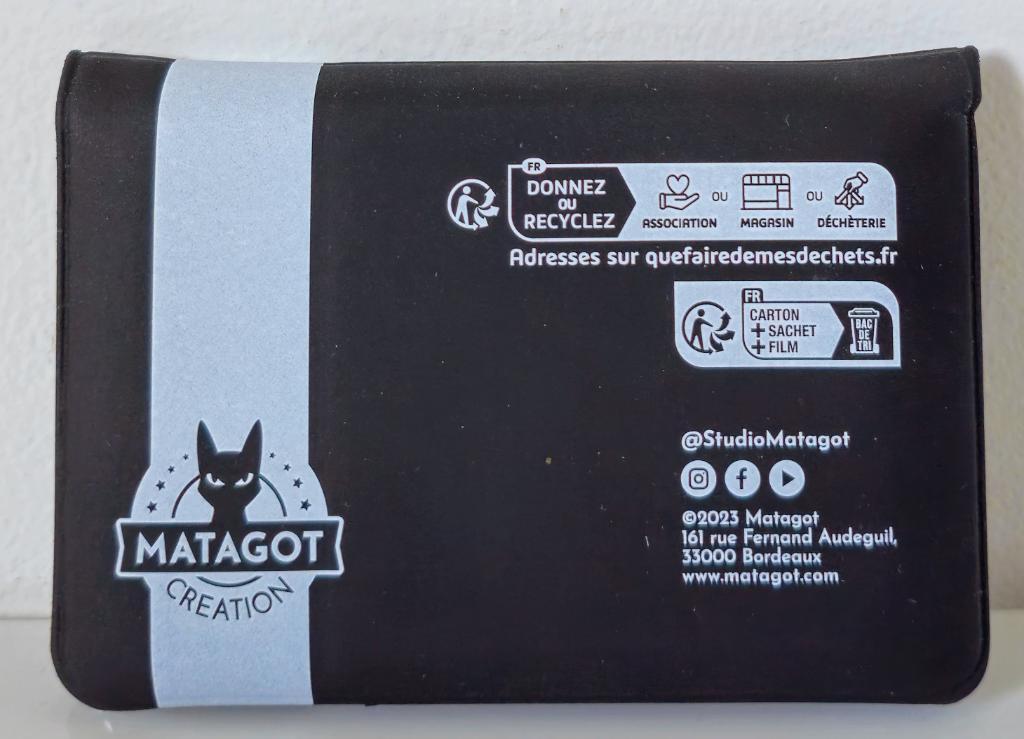 FR
DONNEZ
OU
RECYCLEZ
ASSOCIATION
OU
MAGASIN
OU
DÉCHÈTERIE
Adresses sur quefairedemesdechets.fr
FR
CARTON
+ SACHET
+ FILM
BAC
DE
TRI
@StudioMatagot
©2023 Matagot
161 rue Fernand Audeguil,
33000 Bordeaux
www.matagot.com
MATAGOT
CREATION